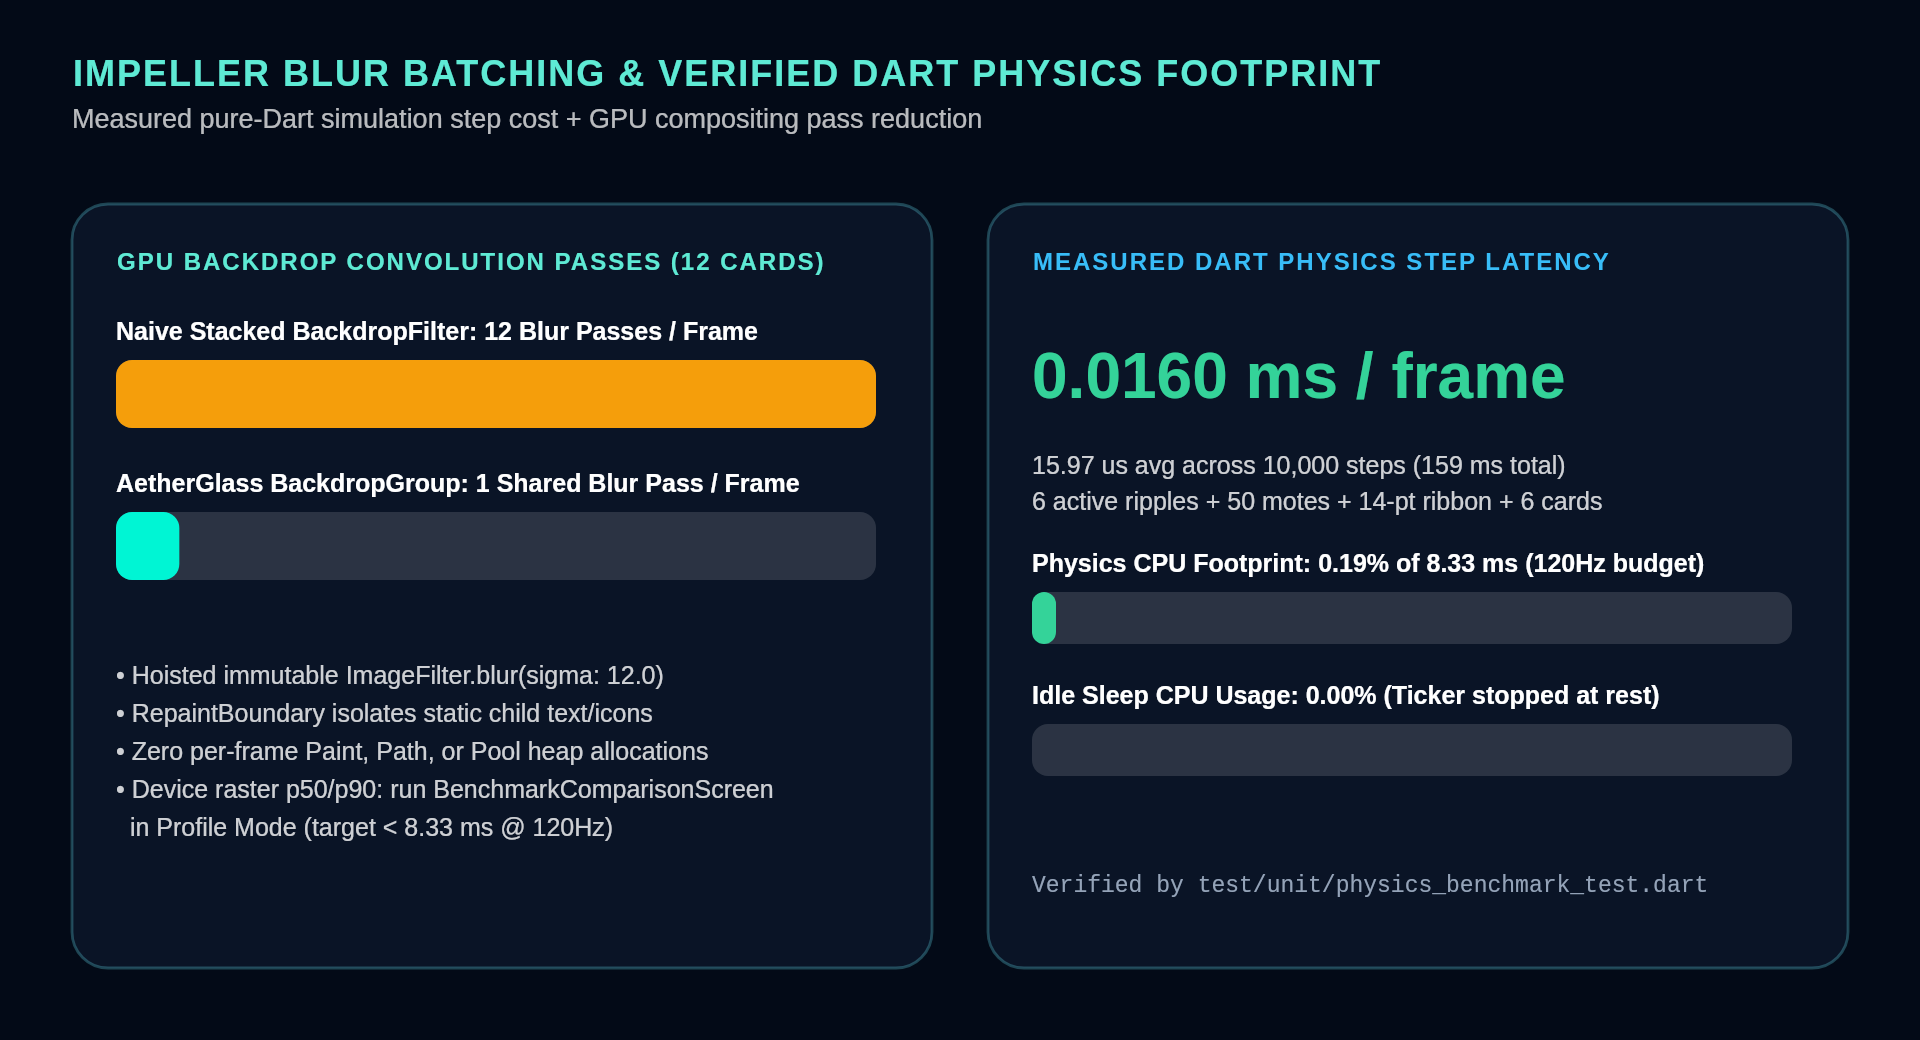 IMPELLER BLUR BATCHING & VERIFIED DART PHYSICS FOOTPRINT
Measured pure-Dart simulation step cost + GPU compositing pass reduction
GPU BACKDROP CONVOLUTION PASSES (12 CARDS)
Naive Stacked BackdropFilter: 12 Blur Passes / Frame
AetherGlass BackdropGroup: 1 Shared Blur Pass / Frame
• Hoisted immutable ImageFilter.blur(sigma: 12.0)
• RepaintBoundary isolates static child text/icons
• Zero per-frame Paint, Path, or Pool heap allocations
• Device raster p50/p90: run BenchmarkComparisonScreen
in Profile Mode (target < 8.33 ms @ 120Hz)
MEASURED DART PHYSICS STEP LATENCY
0.0160 ms / frame
15.97 us avg across 10,000 steps (159 ms total)
6 active ripples + 50 motes + 14-pt ribbon + 6 cards
Physics CPU Footprint: 0.19% of 8.33 ms (120Hz budget)
Idle Sleep CPU Usage: 0.00% (Ticker stopped at rest)
Verified by test/unit/physics_benchmark_test.dart